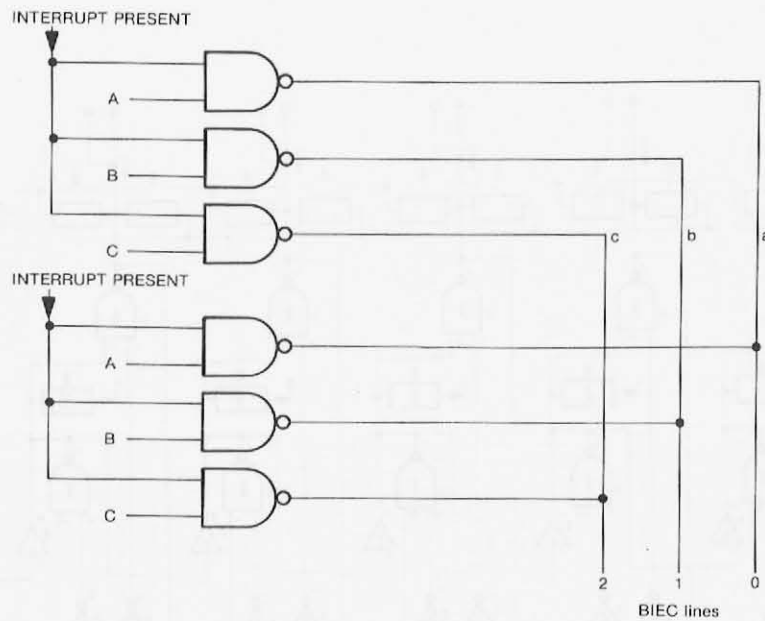 INTERRUPT PRESENT
A
B
C
c b a
INTERRUPT PRESENT
A
B
C
2 1 0
BIEC lines